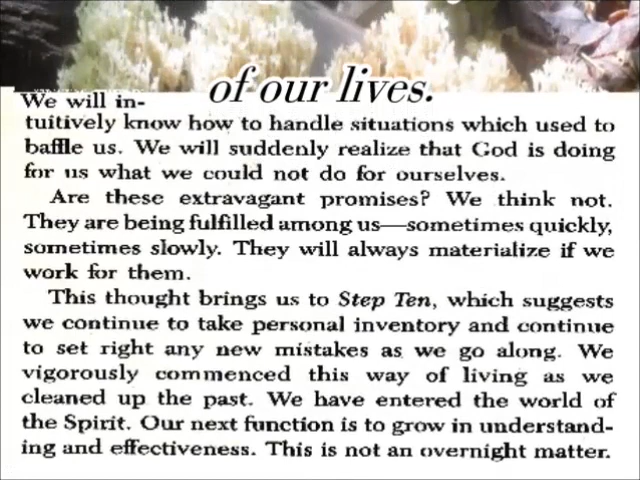 of our lives.
We will in-
tuitively know how to handle situations which used to
baffle us. We will suddenly realize that God is doing
for us what we could not do for ourselves.
Are these extravagant promises? We think not.
They are being fulfilled among us—sometimes quickly,
sometimes slowly. They will always materialize if we
work for them.
This thought brings us to Step Ten, which suggests
we continue to take personal inventory and continue
to set right any new mistakes as we go along. We
vigorously commenced this way of living as we
cleaned up the past. We have entered the world of
the Spirit. Our next function is to grow in understand-
ing and effectiveness. This is not an overnight matter.